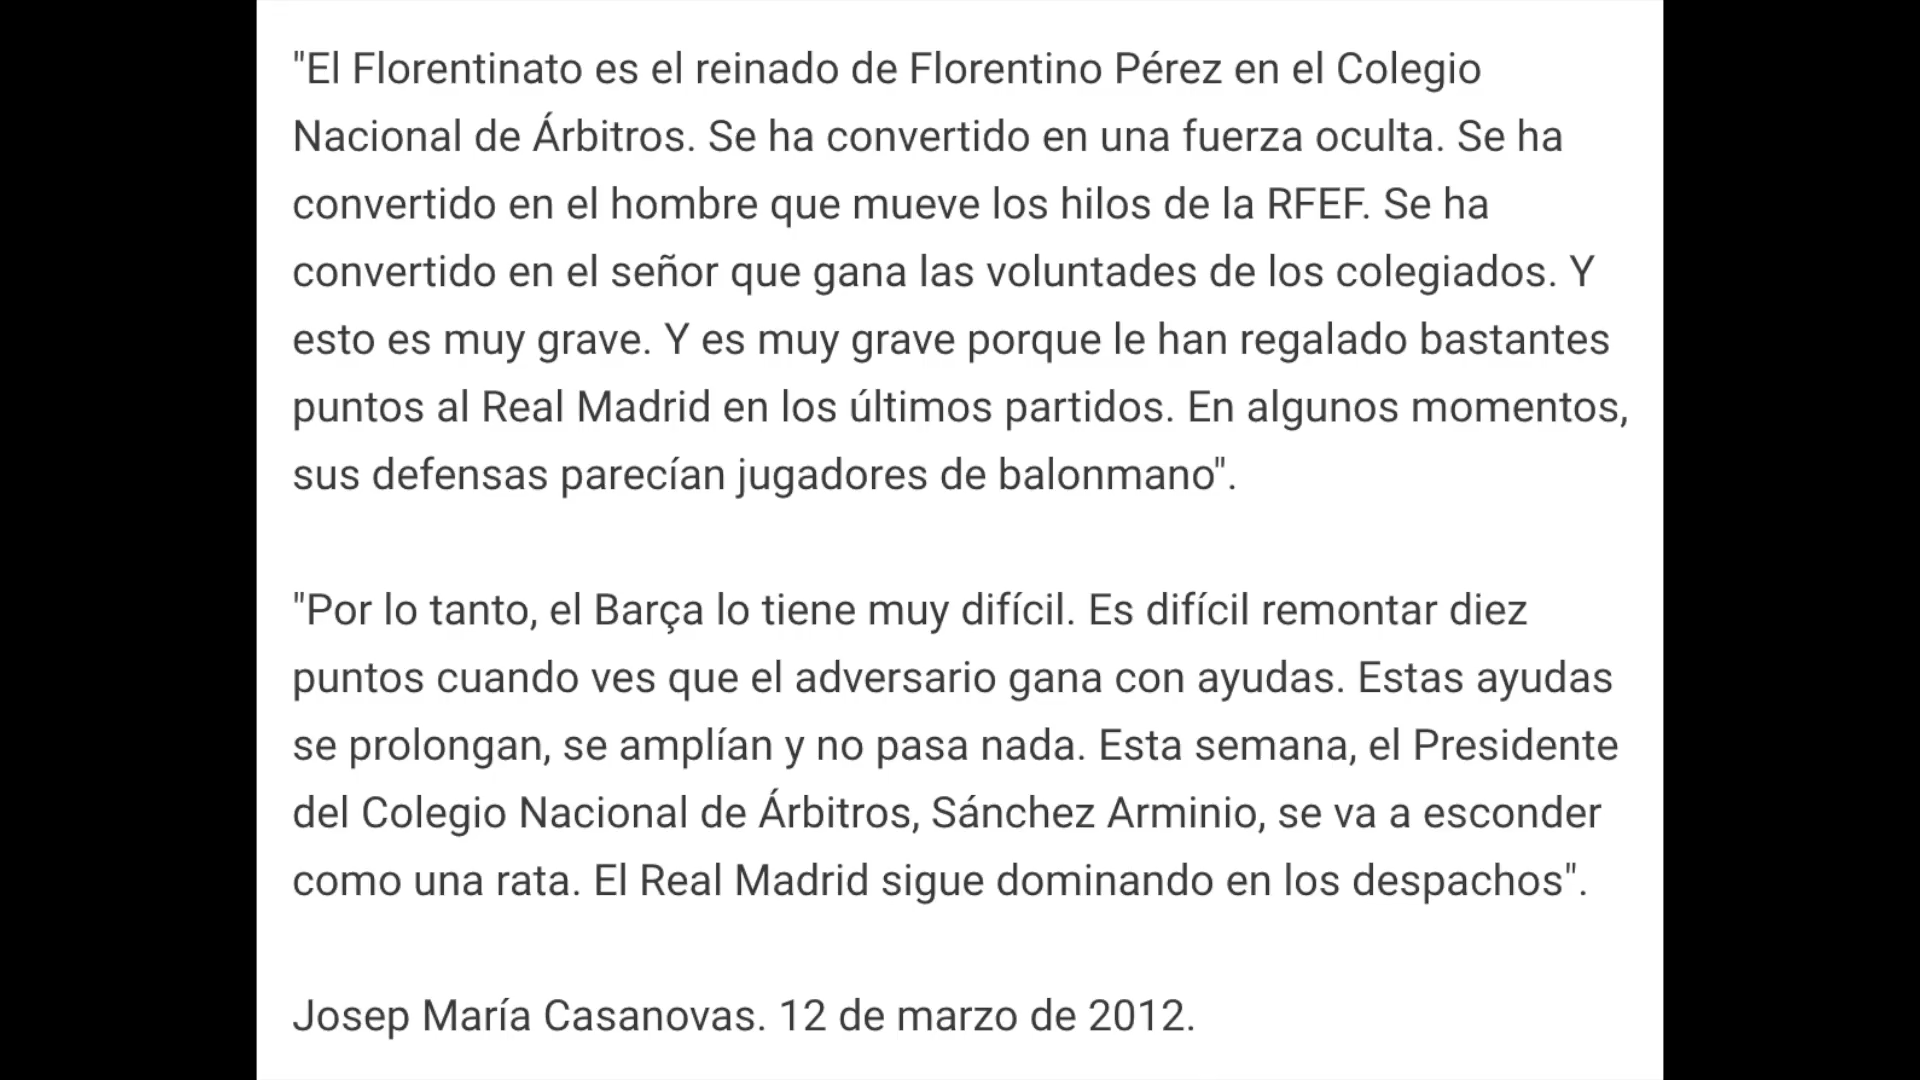 "El Florentinato es el reinado de Florentino Pérez en el Colegio
Nacional de Árbitros. Se ha convertido en una fuerza oculta. Se ha
convertido en el hombre que mueve los hilos de la RFEF. Se ha
convertido en el señor que gana las voluntades de los colegiados. Y
esto es muy grave. Y es muy grave porque le han regalado bastantes
puntos al Real Madrid en los últimos partidos. En algunos momentos,
sus defensas parecían jugadores de balonmano".
"Por lo tanto, el Barça lo tiene muy difícil. Es difícil remontar diez
puntos cuando ves que el adversario gana con ayudas. Estas ayudas
se prolongan, se amplían y no pasa nada. Esta semana, el Presidente
del Colegio Nacional de Árbitros, Sánchez Arminio, se va a esconder
como una rata. El Real Madrid sigue dominando en los despachos".
Josep María Casanovas. 12 de marzo de 2012.